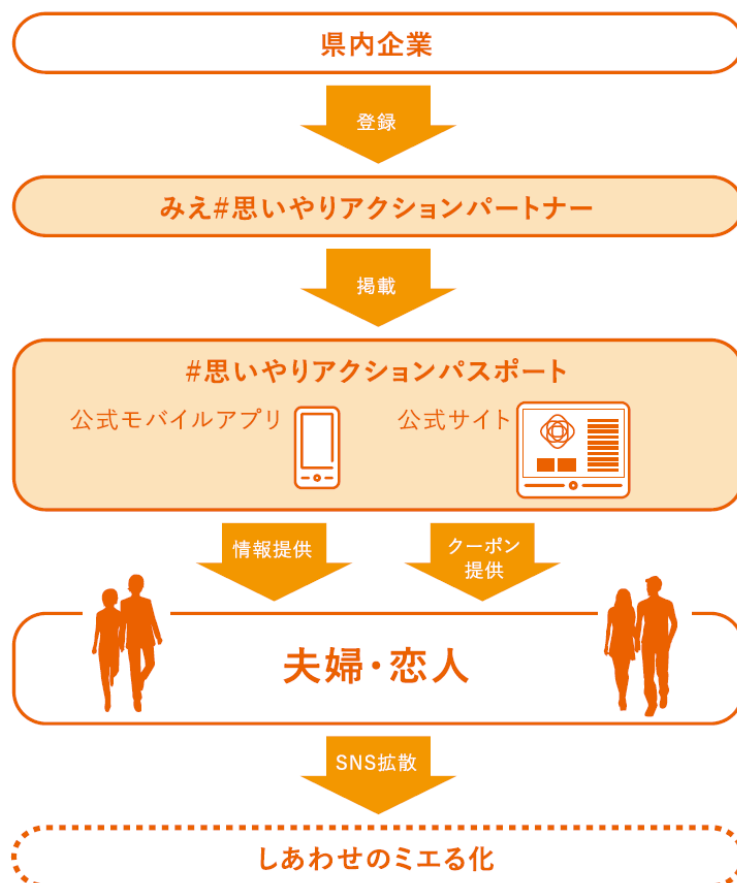 県内企業
登録
みえ#思いやりアクションパートナー
掲載
#思いやりアクションパスポート
公式モバイルアプリ
公式サイト
情報提供
クーポン
提供
夫婦・恋人
SNS拡散
しあわせのミエる化